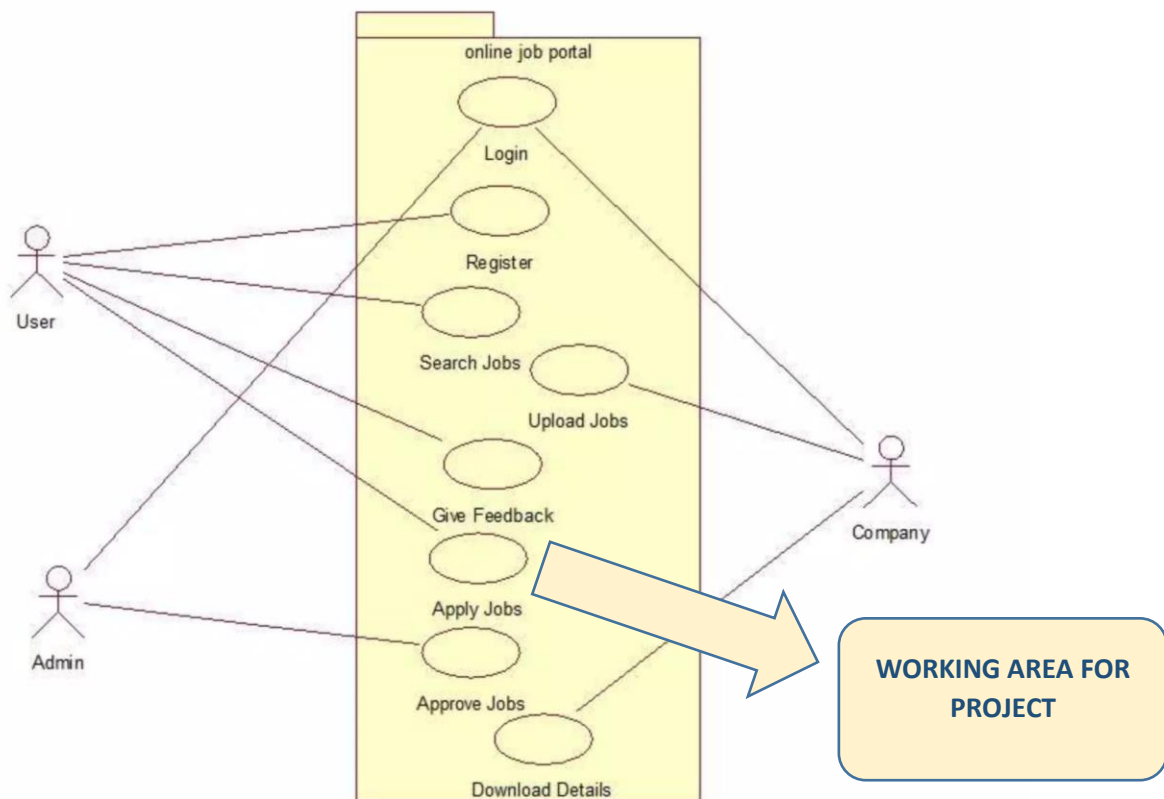 online job portal
Login
Register
User
Search Jobs
Upload Jobs
Give Feedback
Company
Apply Jobs
Admin
WORKING AREA FOR
PROJECT
Approve Jobs
Download Details